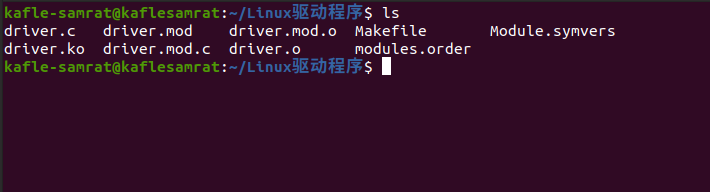 kafle-samrat@kaflesamrat:~/Linux驱动程序$ ls
driver.c   driver.mod    driver.mod.o  Makefile       Module.symvers
driver.ko  driver.mod.c  driver.o      modules.order
kafle-samrat@kaflesamrat:~/Linux驱动程序$